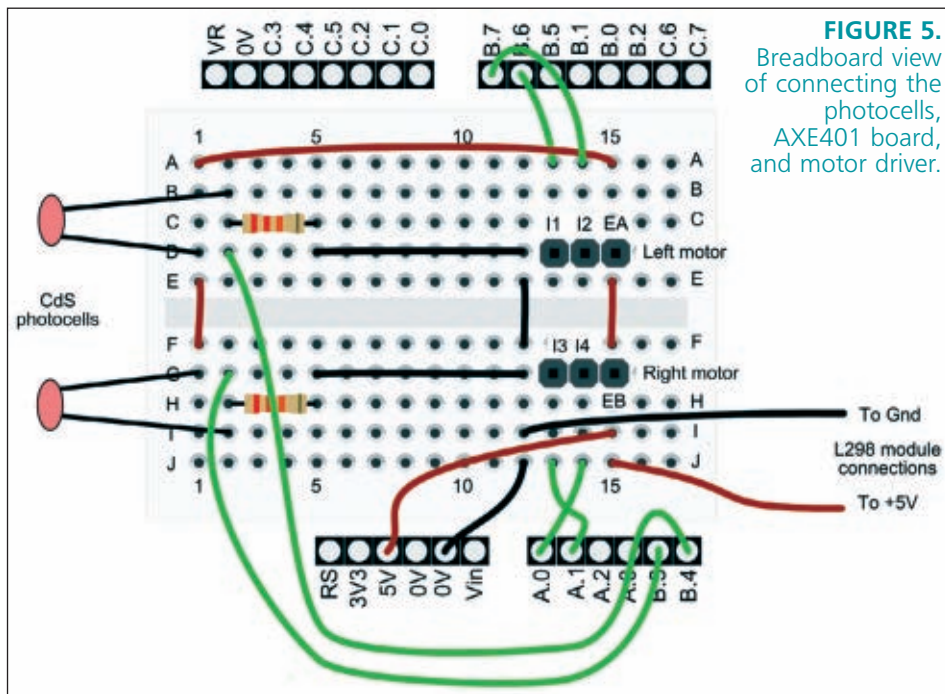 FIGURE 5.
Breadboard view
of connecting the
photocells,
AXE401 board,
and motor driver.
VR
0V
C.3
C.4
C.5
C.2
C.1
C.0
B.7
B.6
B.5
B.1
B.0
B.2
C.6
C.7
1 5 10 15
A A
B B
C C
I1 I2 EA
D Left motor
E E
CdS
photocells
F F
I3 I4
G Right motor
H EB H
To Gnd
I I
L298 module
connections
J J
1 5 10 15
To +5V
RS
3V3
5V
0V
0V
Vin
A.0
A.1
A.2
A.3
B.3
B.4